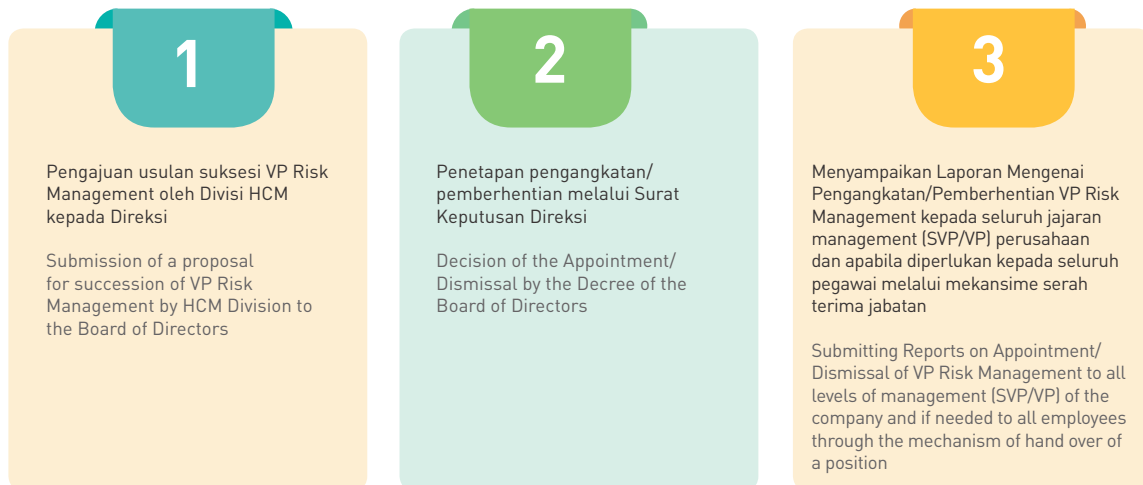 1
Pengajuan usulan suksesi VP Risk
Management oleh Divisi HCM
kepada Direksi
Submission of a proposal
for succession of VP Risk
Management by HCM Division to
the Board of Directors
2
Penetapan pengangkatan/
pemberhentian melalui Surat
Keputusan Direksi
Decision of the Appointment/
Dismissal by the Decree of the
Board of Directors
3
Menyampaikan Laporan Mengenai
Pengangkatan/Pemberhentian VP Risk
Management kepada seluruh jajaran
management (SVP/VP) perusahaan
dan apabila diperlukan kepada seluruh
pegawai melalui mekansime serah
terima jabatan
Submitting Reports on Appointment/
Dismissal of VP Risk Management to all
levels of management (SVP/VP) of the
company and if needed to all employees
through the mechanism of hand over of
a position